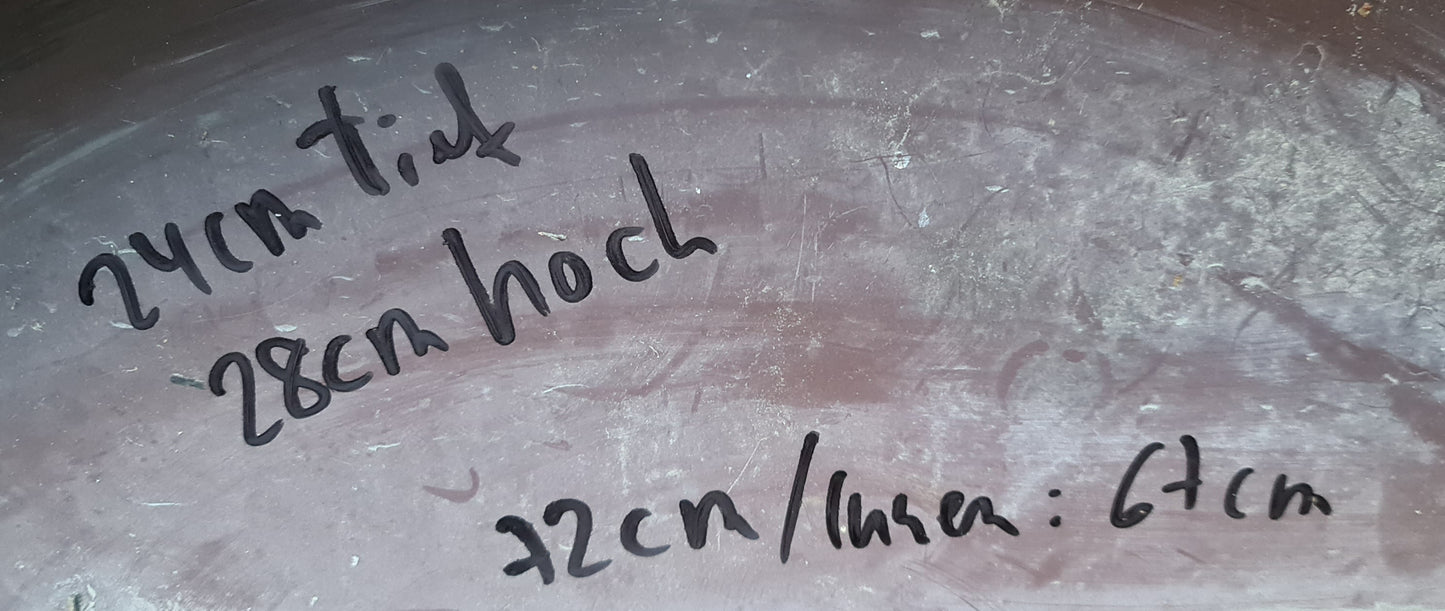 24cm tief
28cm hoch
72cm/Innen: 67cm